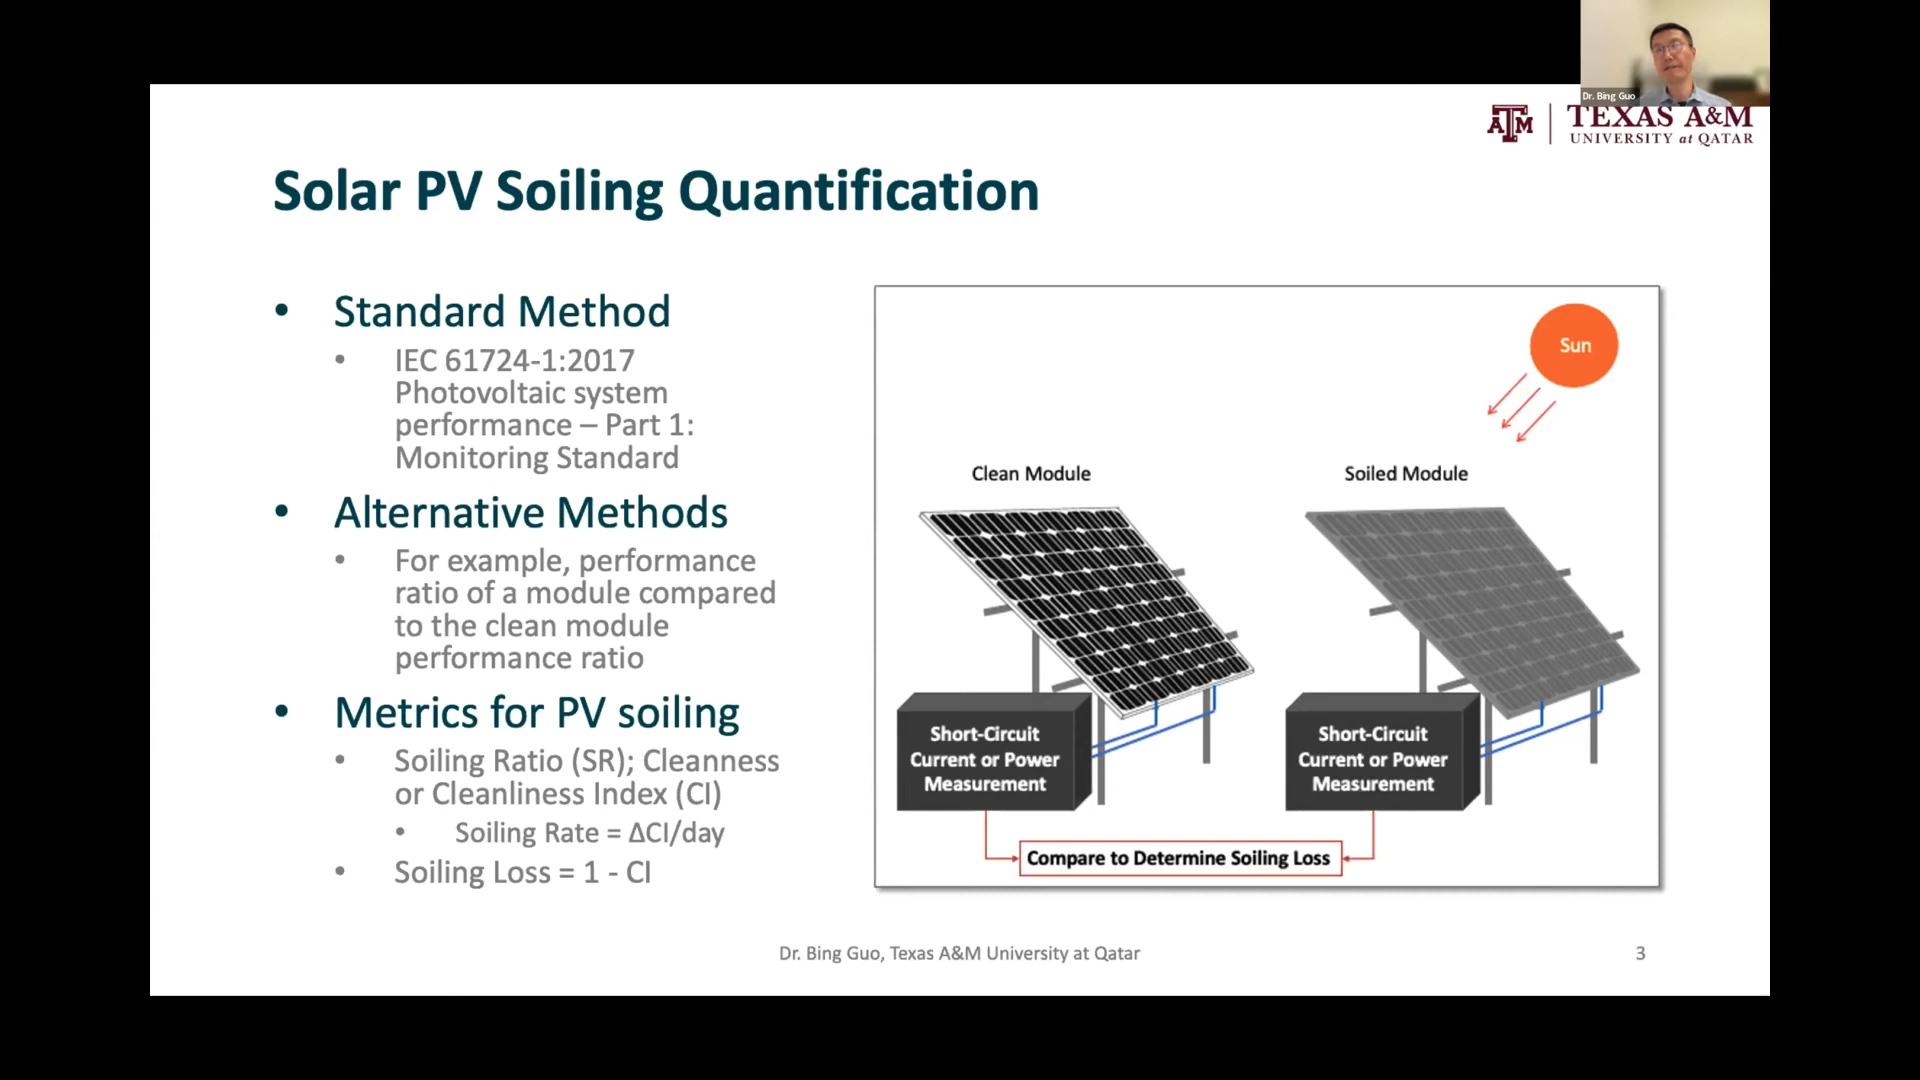 Dr. Bing Guo
ĀM
TEXAS A&M
UNIVERSITY at QATAR
Solar PV Soiling Quantification
• Standard Method
• IEC 61724-1:2017
Photovoltaic system
performance – Part 1:
Monitoring Standard
• Alternative Methods
• For example, performance
ratio of a module compared
to the clean module
performance ratio
• Metrics for PV soiling
• Soiling Ratio (SR); Cleanness
or Cleanliness Index (CI)
• Soiling Rate = ΔCI/day
• Soiling Loss = 1 - CI
Sun
Clean Module
Soiled Module
Short-Circuit
Current or Power
Measurement
Short-Circuit
Current or Power
Measurement
Compare to Determine Soiling Loss
Dr. Bing Guo, Texas A&M University at Qatar
3